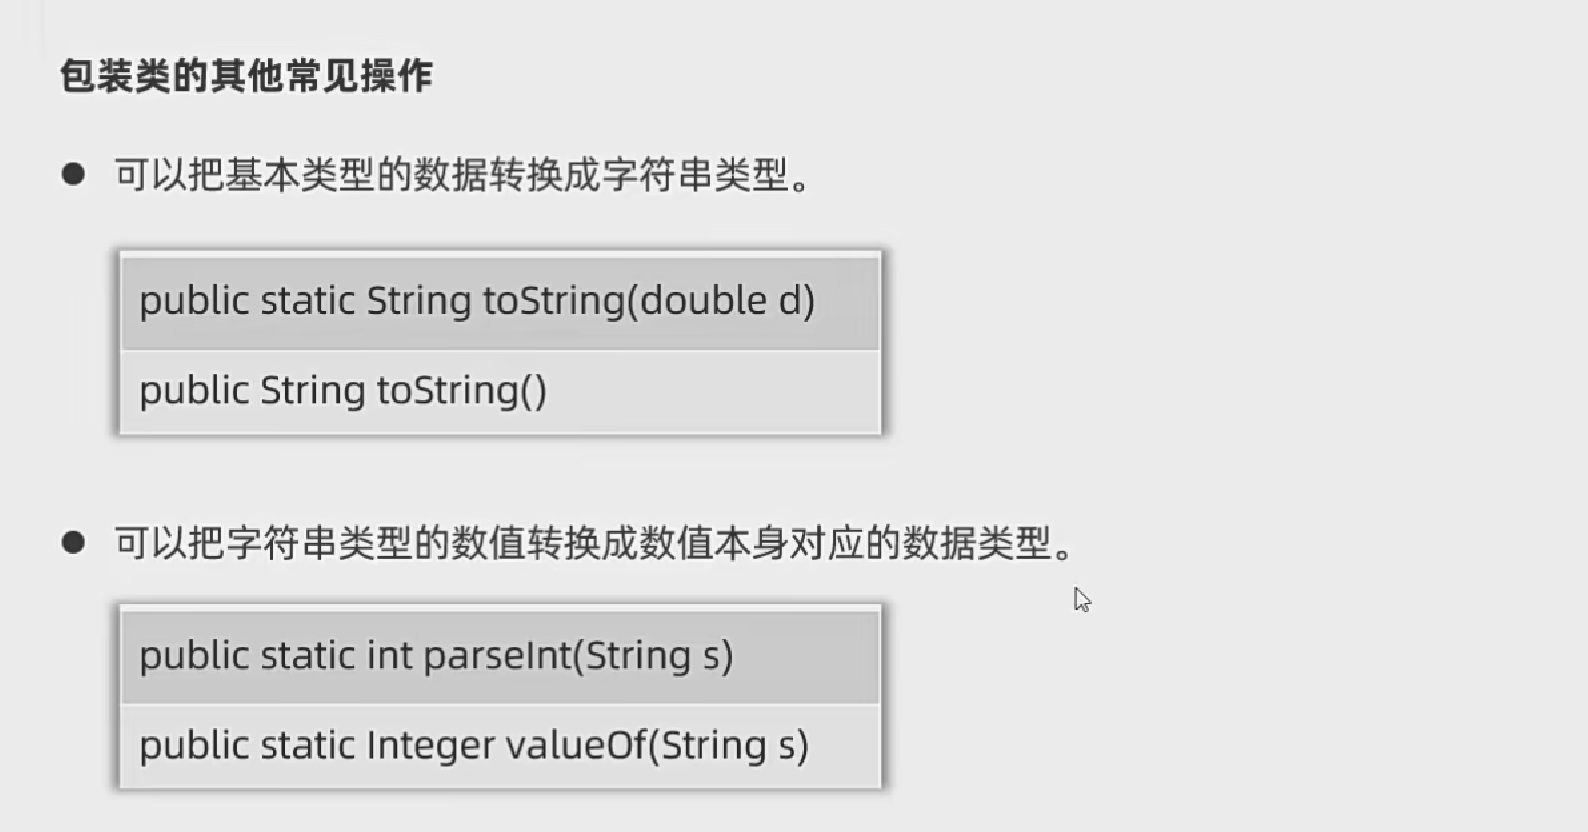 包装类的其他常见操作
● 可以把基本类型的数据转换成字符串类型。
public static String toString(double d)
public String toString()
● 可以把字符串类型的数值转换成数值本身对应的数据类型。
public static int parseInt(String s)
public static Integer valueOf(String s)